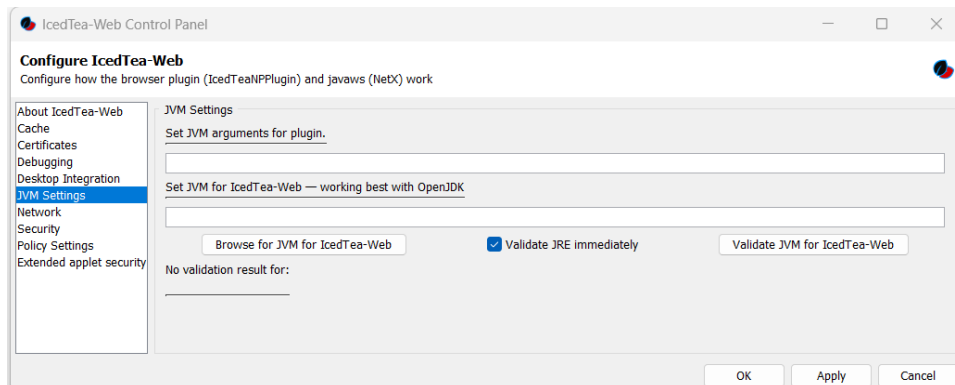 IcedTea-Web Control Panel
Configure IcedTea-Web
Configure how the browser plugin (IcedTeaNPPlugin) and javaws (NetX) work
About IcedTea-Web
Cache
Certificates
Debugging
Desktop Integration
JVM Settings
Network
Security
Policy Settings
Extended applet security
JVM Settings
Set JVM arguments for plugin.
Set JVM for IcedTea-Web — working best with OpenJDK
Browse for JVM for IcedTea-Web
Validate JRE immediately
Validate JVM for IcedTea-Web
No validation result for:
OK
Apply
Cancel